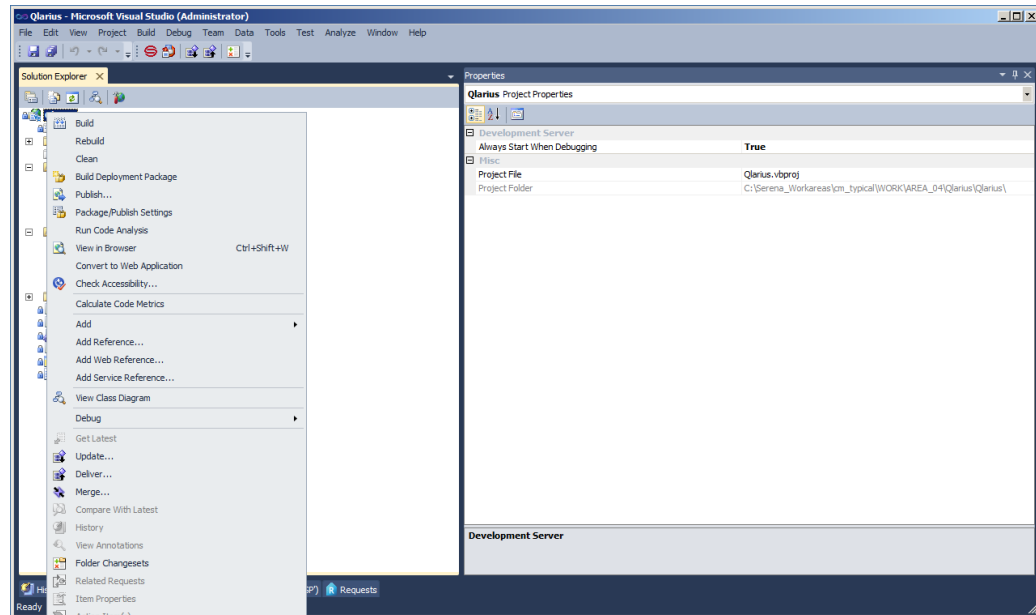 Qlarius - Microsoft Visual Studio (Administrator)
File Edit View Project Build Debug Team Data Tools Test Analyze Window Help
Solution Explorer
Build
Rebuild
Clean
Build Deployment Package
Publish...
Package/Publish Settings
Run Code Analysis
View in Browser Ctrl+Shift+W
Convert to Web Application
Check Accessibility...
Calculate Code Metrics
Add
Add Reference...
Add Web Reference...
Add Service Reference...
View Class Diagram
Debug
Get Latest
Update...
Deliver...
Merge...
Compare With Latest
History
View Annotations
Folder Changesets
Related Requests
Item Properties
Properties
Qlarius Project Properties
Development Server
Always Start When Debugging True
Misc
Project File Qlarius.vbproj
Project Folder C:\Serena_Workareas\cm_typical\WORK\AREA_04\Qlarius\Qlarius\
Development Server
Requests
Ready